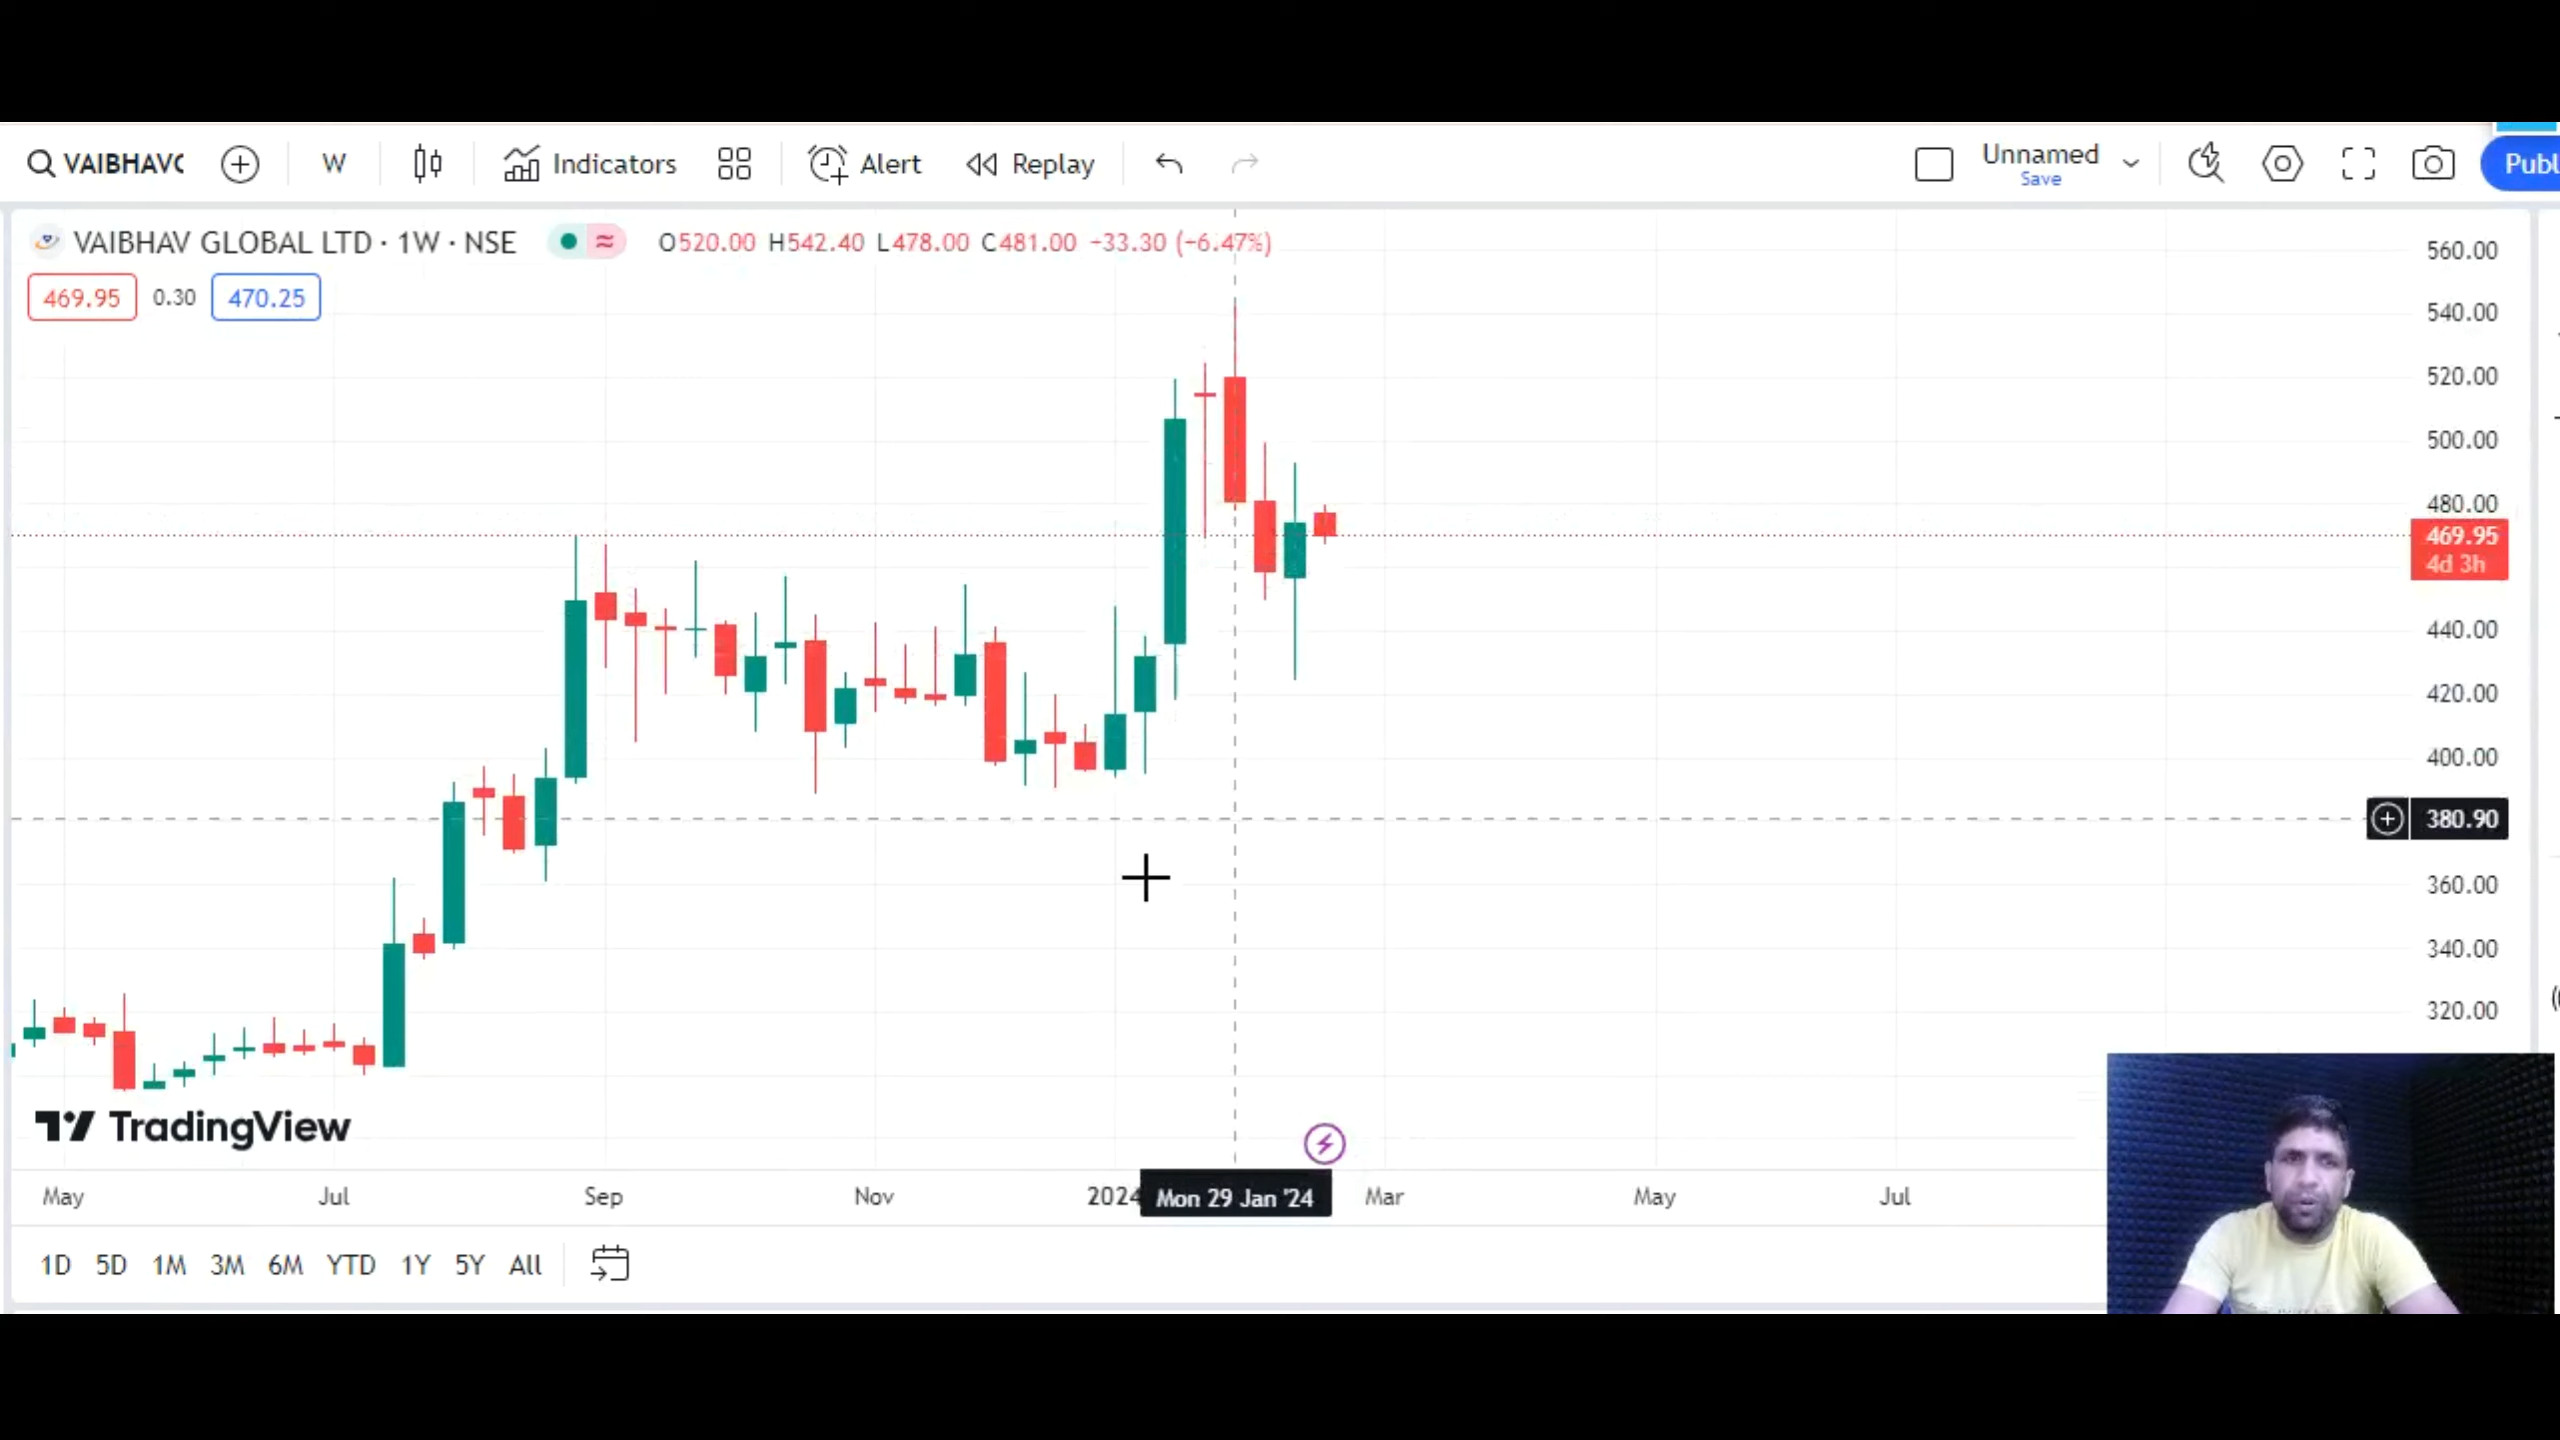 VAIBHAVG W Indicators Alert Replay Unnamed Publ
Save
VAIBHAV GLOBAL LTD · 1W · NSE O520.00 H542.40 L478.00 C481.00 −33.30 (−6.47%)
469.95 0.30 470.25
560.00
540.00
520.00
500.00
480.00
469.95
4d 3h
440.00
420.00
400.00
380.90
360.00
340.00
320.00
TradingView
May Jul Sep Nov 2024 Mon 29 Jan '24 Mar May Jul
1D 5D 1M 3M 6M YTD 1Y 5Y All